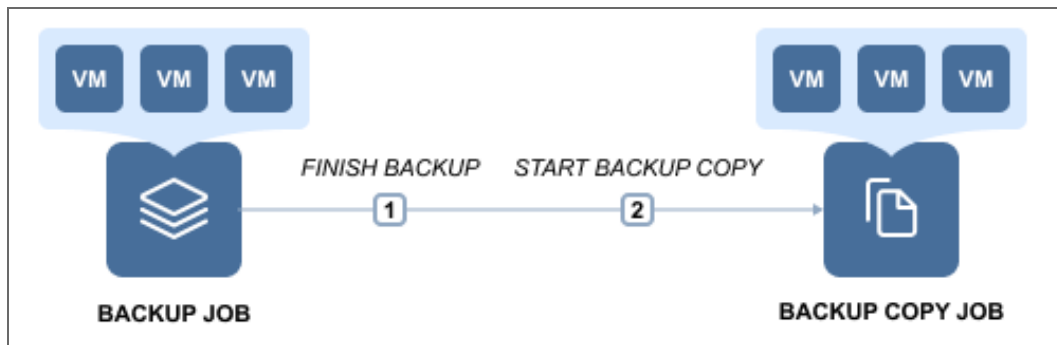 VM VM VM VM VM VM
FINISH BACKUP START BACKUP COPY
1 2
BACKUP JOB BACKUP COPY JOB